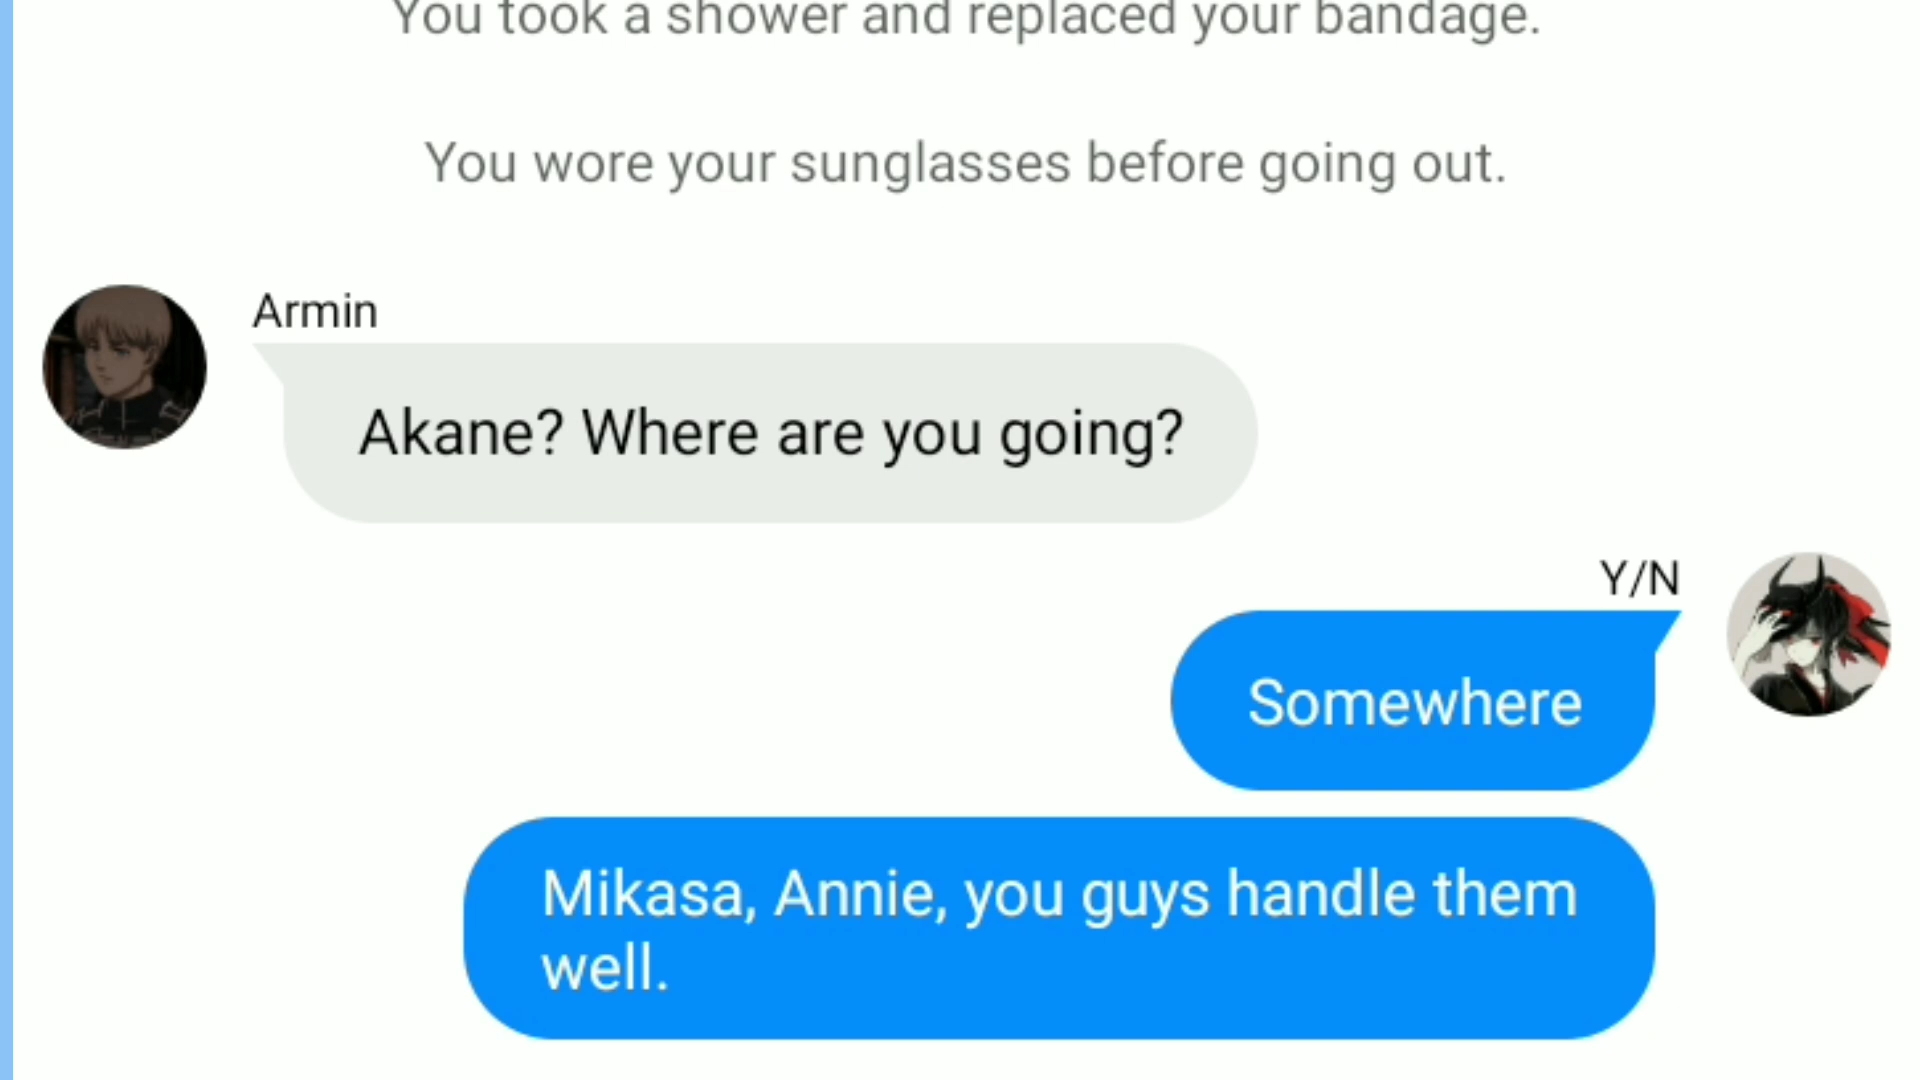 You took a shower and replaced your bandage.
You wore your sunglasses before going out.
Armin
Akane? Where are you going?
Y/N
Somewhere
Mikasa, Annie, you guys handle them
well.